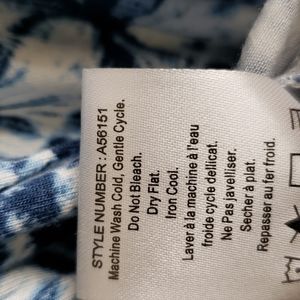 STYLE NUMBER : A56151
Machine Wash Cold, Gentle Cycle.
Do Not Bleach.
Dry Flat.
Iron Cool.
Laver à la machine à l'eau
froide cycle dellicat.
Ne Pas javelliser.
Secher à plat.
Repasser au fer froid.